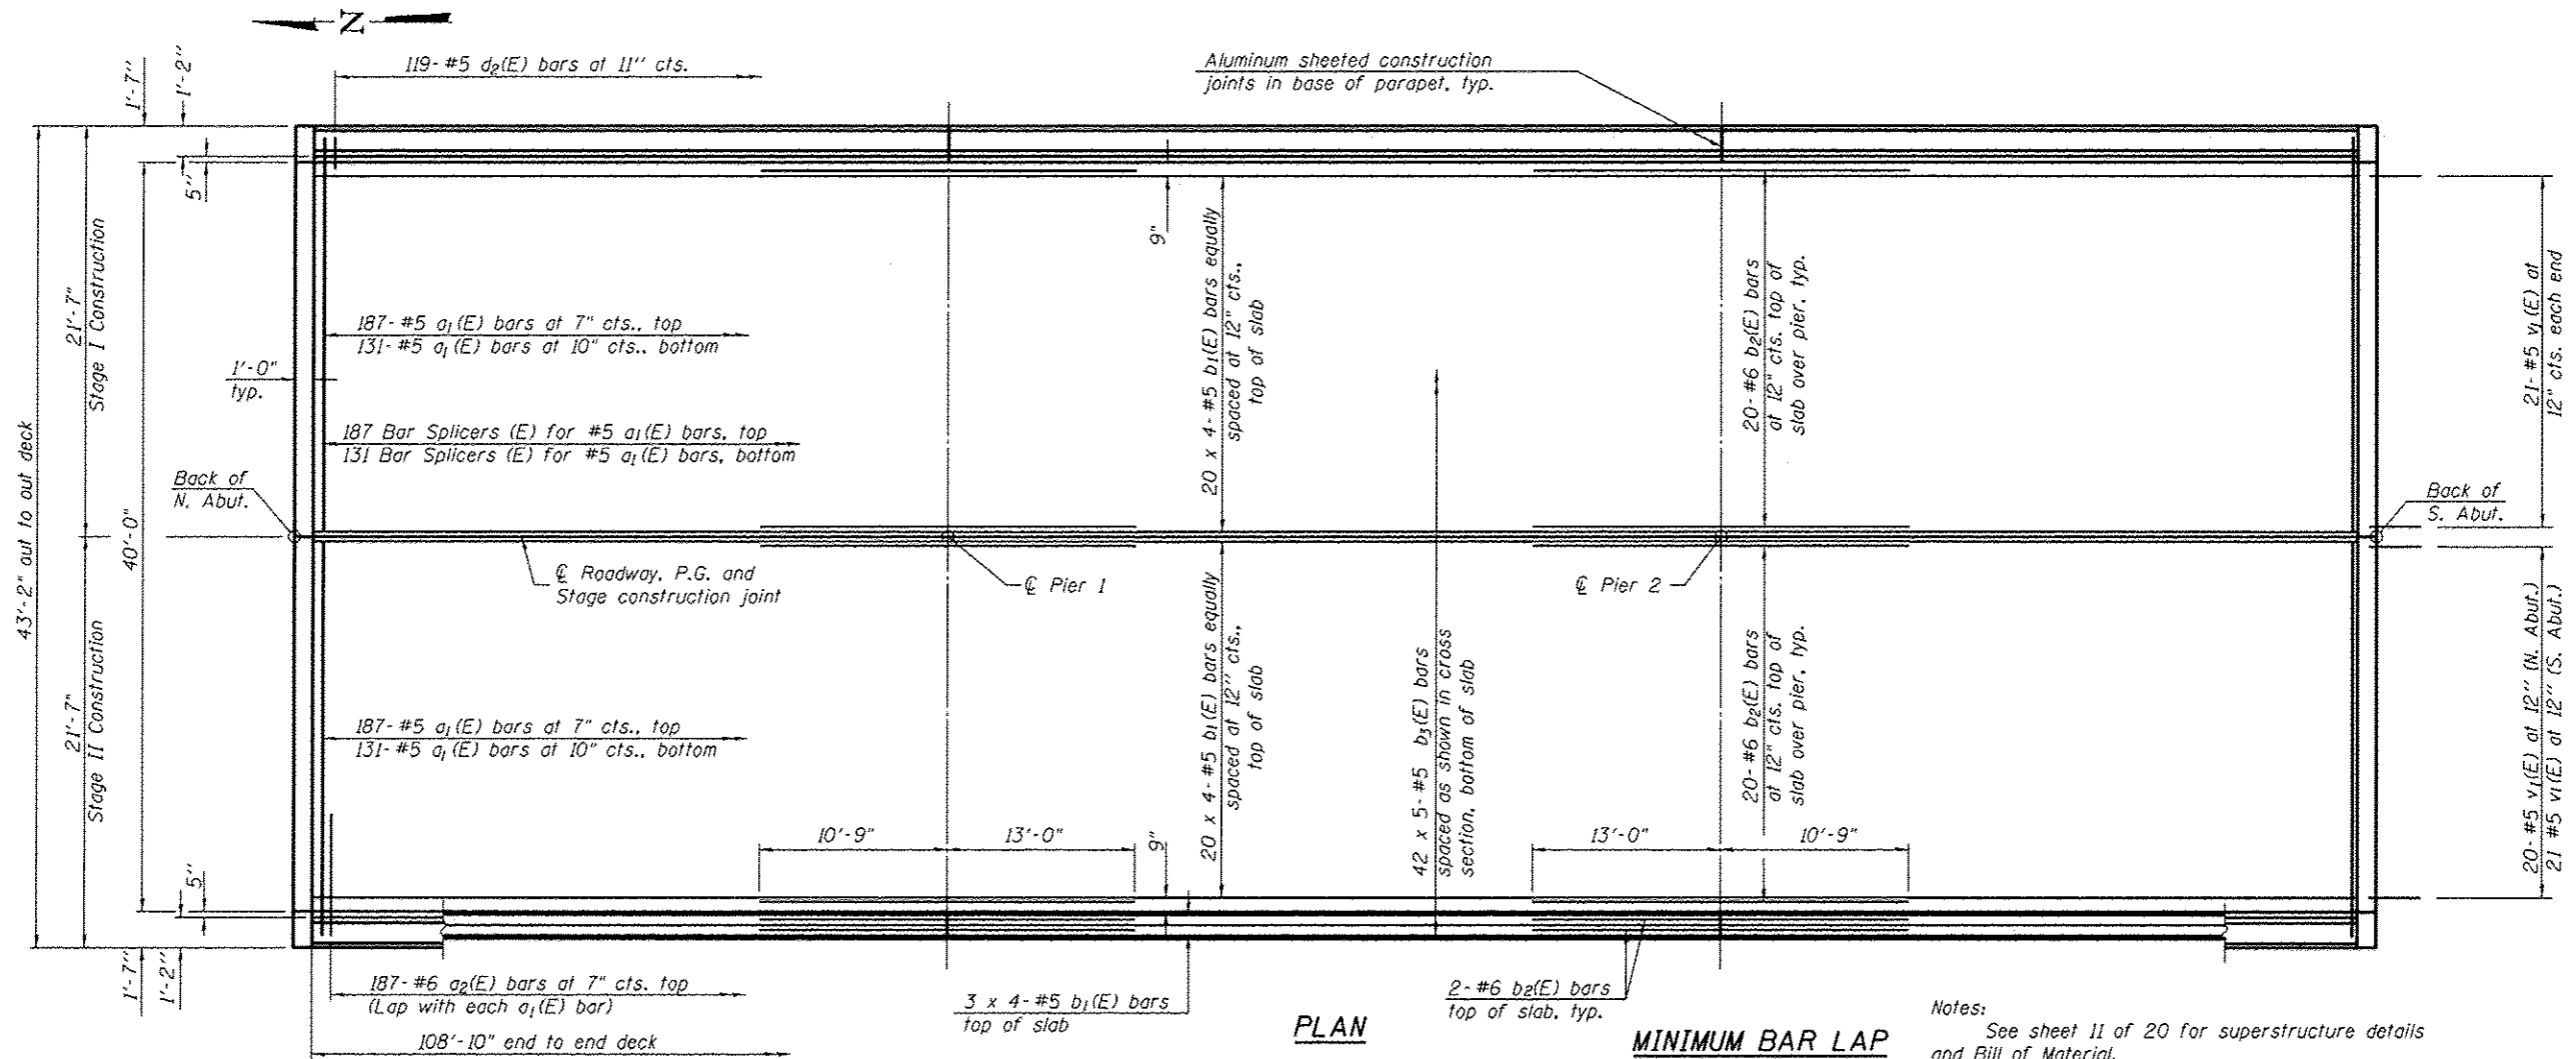 Z
119- #5 d2(E) bars at 11" cts.
Aluminum sheeted construction
joints in base of parapet, typ.
1'-7"
1'-2"
5"
43'-2" out to out deck
21'-7"
Stage I Construction
40'-0"
21'-7"
Stage II Construction
1'-0"
typ.
187- #5 a1(E) bars at 7" cts., top
131- #5 a1(E) bars at 10" cts., bottom
187 Bar Splicers (E) for #5 a1(E) bars, top
131 Bar Splicers (E) for #5 a1(E) bars, bottom
Back of
N. Abut.
℄ Roadway, P.G. and
Stage construction joint
℄ Pier 1
℄ Pier 2
9"
20 x 4- #5 b1(E) bars equally
spaced at 12" cts.,
top of slab
20- #6 b2(E) bars
at 12" cts. top of
slab over pier, typ.
21- #5 v1(E) at
12" cts. each end
Back of
S. Abut.
187- #5 a1(E) bars at 7" cts., top
131- #5 a1(E) bars at 10" cts., bottom
20 x 4- #5 b1(E) bars equally
spaced at 12" cts.,
top of slab
42 x 5- #5 b3(E) bars
spaced as shown in cross
section, bottom of slab
20- #6 b2(E) bars
at 12" cts. top of
slab over pier, typ.
20- #5 v1(E) at 12" (N. Abut.)
21 #5 v1(E) at 12" (S. Abut.)
10'-9"
13'-0"
9"
13'-0"
10'-9"
5"
1'-7"
1'-2"
187- #6 a2(E) bars at 7" cts. top
(Lap with each a1(E) bar)
108'-10" end to end deck
3 x 4- #5 b1(E) bars
top of slab
2- #6 b2(E) bars
top of slab, typ.
PLAN
MINIMUM BAR LAP
Notes:
See sheet 11 of 20 for superstructure details
and Bill of Material.